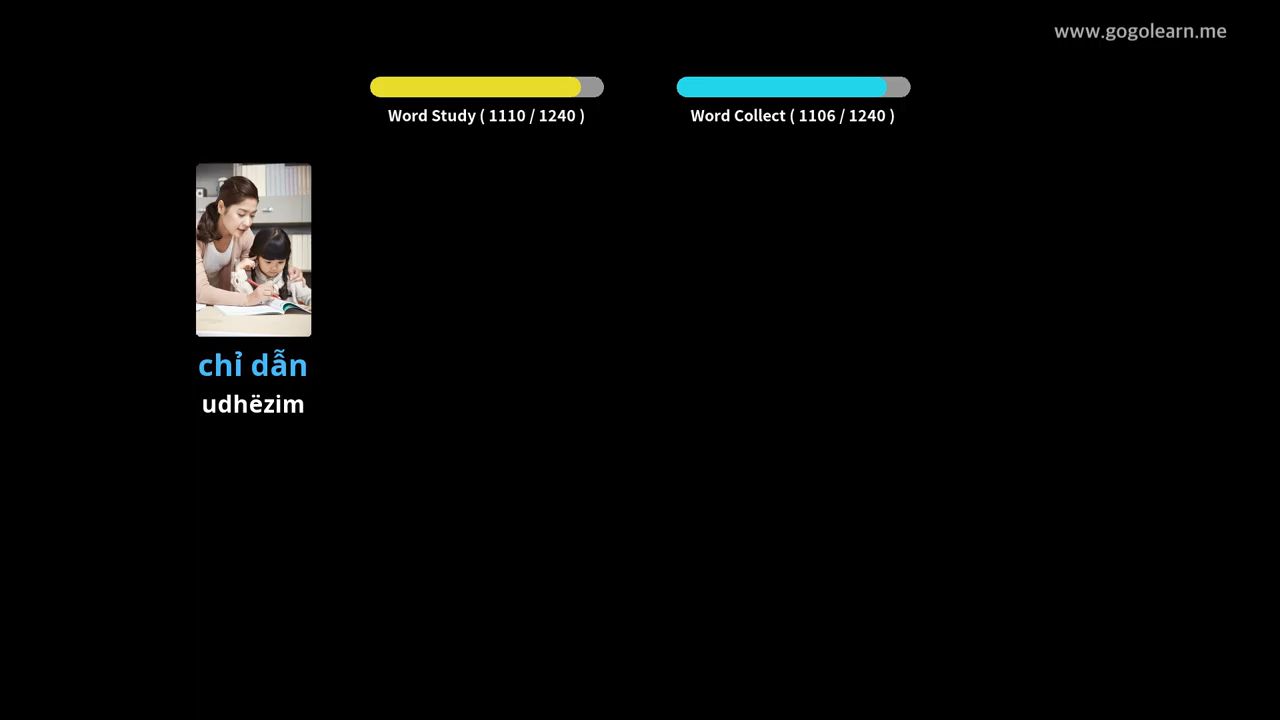 www.gogolearn.me
Word Study ( 1110 / 1240 )
Word Collect ( 1106 / 1240 )
chỉ dẫn
udhëzim